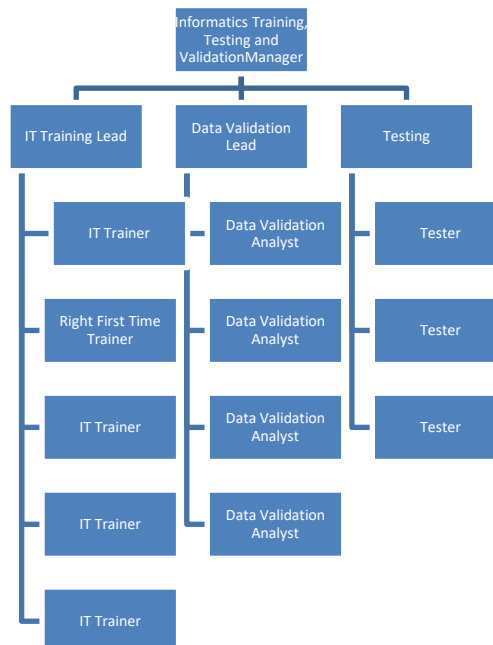 Informatics Training,
Testing and
ValidationManager
IT Training Lead
Data Validation
Lead
Testing
IT Trainer
Data Validation
Analyst
Tester
Right First Time
Trainer
Data Validation
Analyst
Tester
IT Trainer
Data Validation
Analyst
Tester
IT Trainer
Data Validation
Analyst
IT Trainer